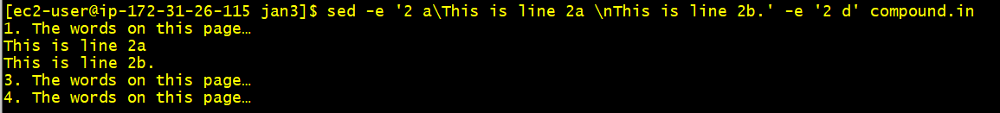 [ec2-user@ip-172-31-26-115 jan3]$ sed -e '2 a\This is line 2a \nThis is line 2b.' -e '2 d' compound.in
1. The words on this page…
This is line 2a
This is line 2b.
3. The words on this page…
4. The words on this page…